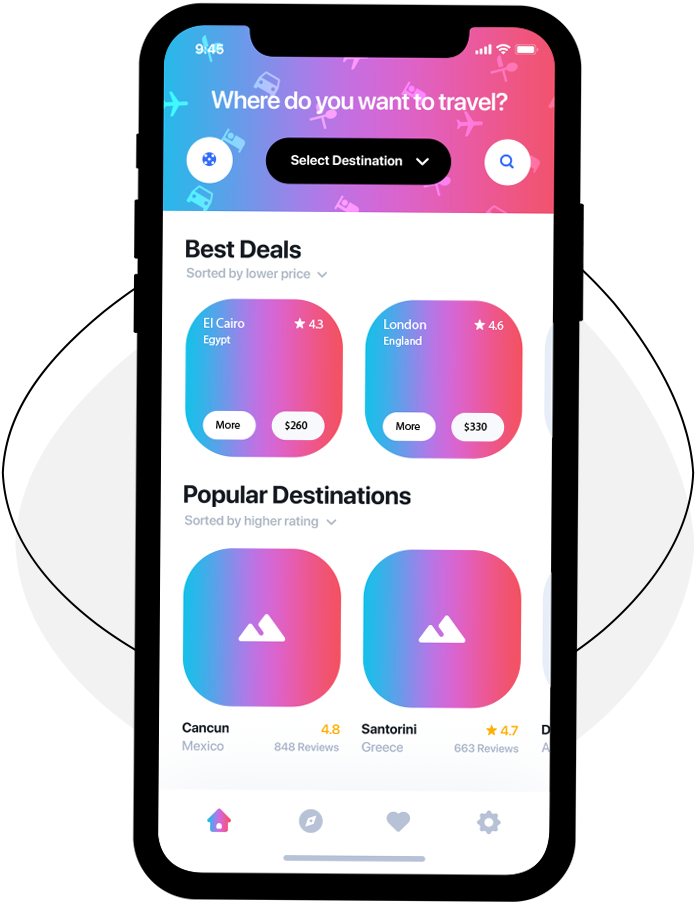 9:45
Where do you want to travel?
Select Destination
Best Deals
Sorted by lower price
El Cairo
4.3
Egypt
More
$260
London
4.6
England
More
$330
Popular Destinations
Sorted by higher rating
Cancun
4.8
Mexico
848 Reviews
Santorini
4.7
Greece
663 Reviews
D
A